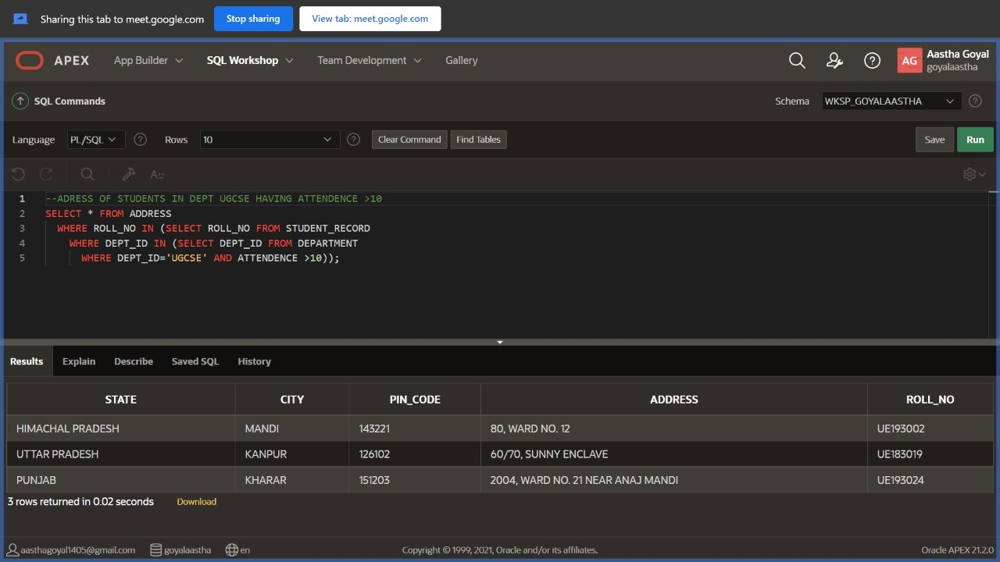 Sharing this tab to meet.google.com Stop sharing View tab: meet.google.com
APEX App Builder SQL Workshop Team Development Gallery AG Aastha Goyal
goyalaastha
SQL Commands Schema WKSP_GOYALAASTHA
Language PL/SQL Rows 10 Clear Command Find Tables Save Run
A::
1 --ADRESS OF STUDENTS IN DEPT UGCSE HAVING ATTENDENCE >10
2 SELECT * FROM ADDRESS
3 WHERE ROLL_NO IN (SELECT ROLL_NO FROM STUDENT_RECORD
4 WHERE DEPT_ID IN (SELECT DEPT_ID FROM DEPARTMENT
5 WHERE DEPT_ID='UGCSE' AND ATTENDENCE >10));
Results Explain Describe Saved SQL History
STATE CITY PIN_CODE ADDRESS ROLL_NO
HIMACHAL PRADESH MANDI 143221 80, WARD NO. 12 UE193002
UTTAR PRADESH KANPUR 126102 60/70, SUNNY ENCLAVE UE183019
PUNJAB KHARAR 151203 2004, WARD NO. 21 NEAR ANAJ MANDI UE193024
3 rows returned in 0.02 seconds Download
aasthagoyal1405@gmail.com goyalaastha en Copyright © 1999, 2021, Oracle and/or its affiliates. Oracle APEX 21.2.0